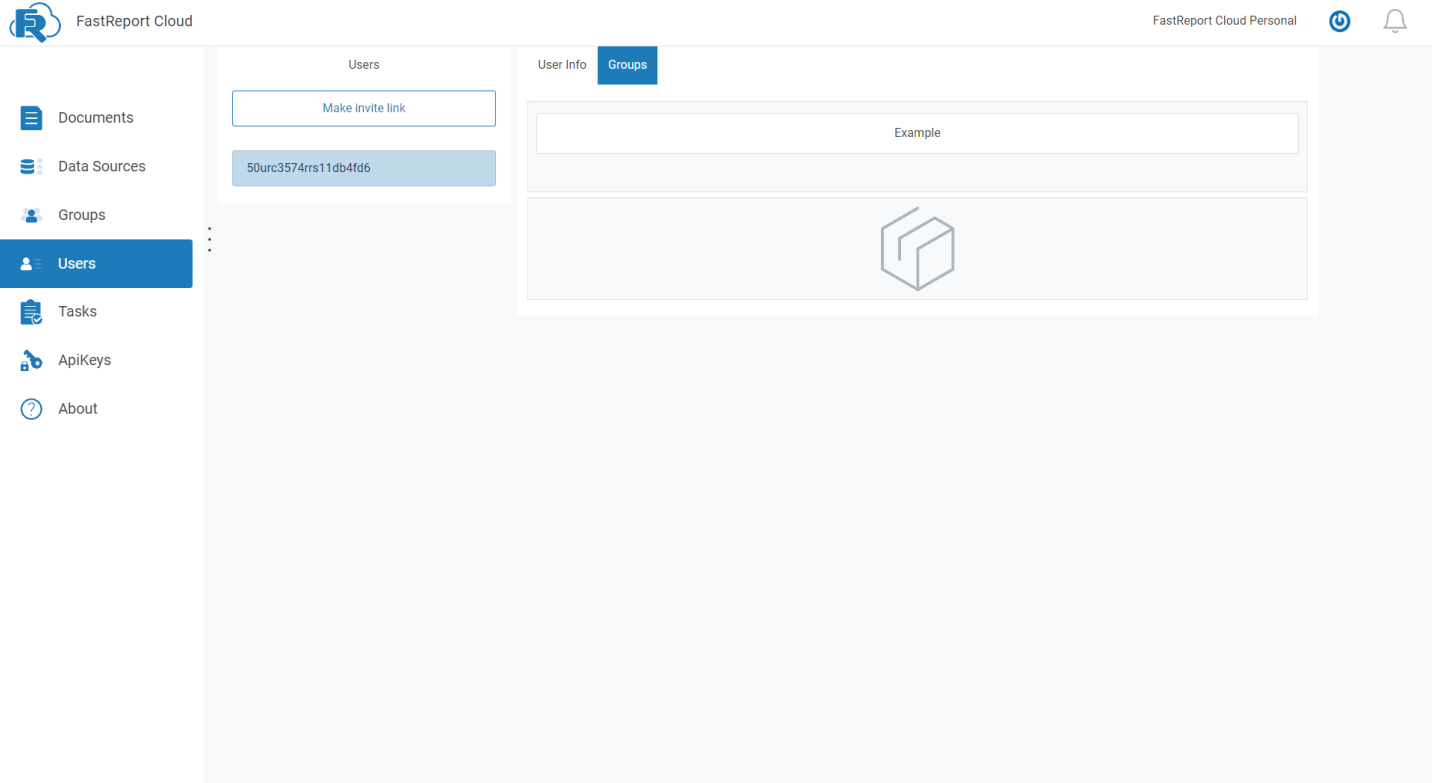 FastReport Cloud
FastReport Cloud Personal
Documents
Data Sources
Groups
Users
Tasks
ApiKeys
About
Users
Make invite link
50urc3574rrs11db4fd6
User Info
Groups
Example